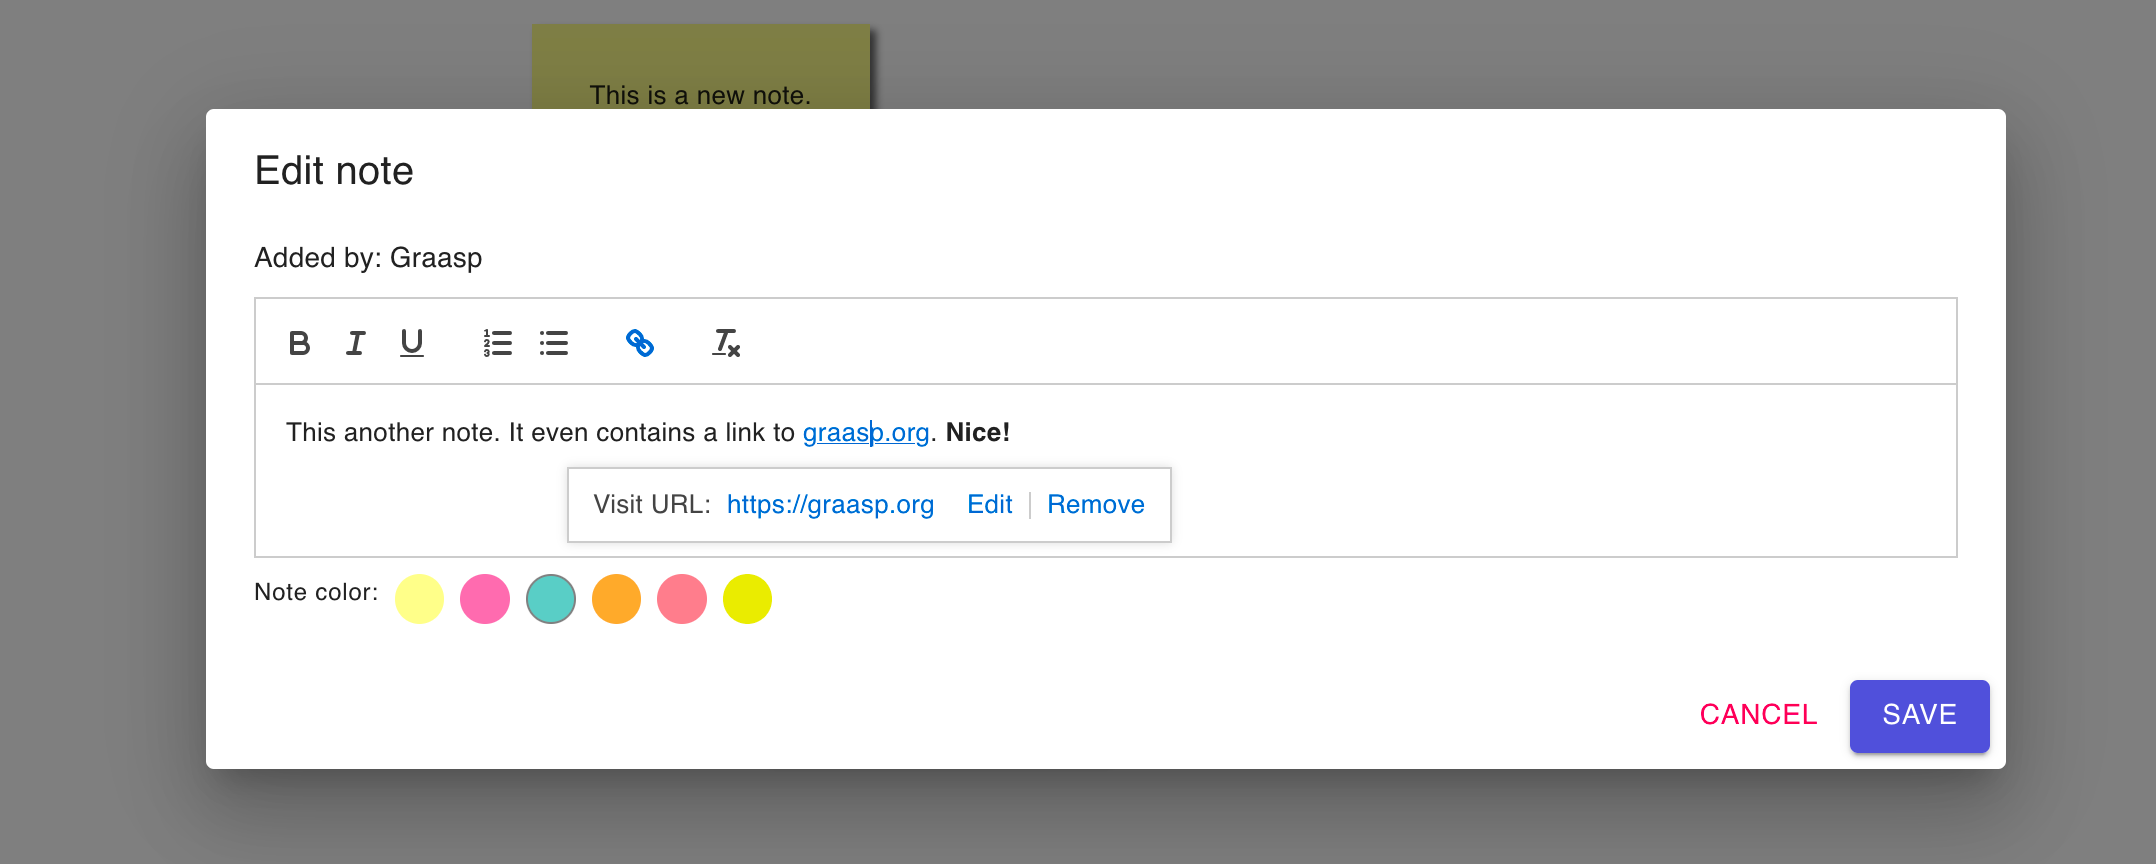 This is a new note.
Edit note
Added by: Graasp
This another note. It even contains a link to graasp.org. Nice!
Visit URL: https://graasp.org Edit Remove
Note color:
CANCEL SAVE